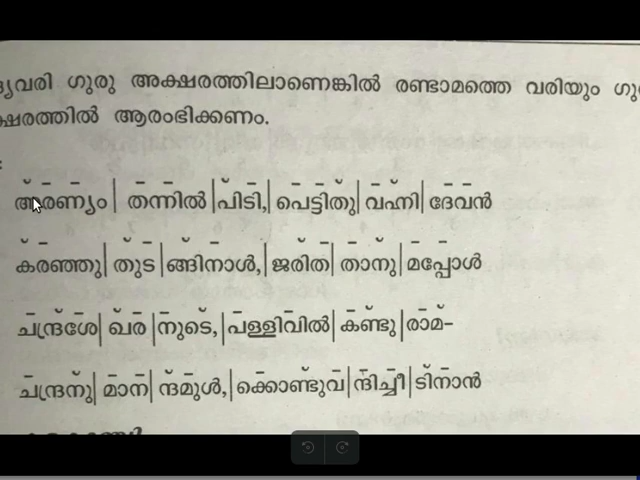 ദ്യവരി ഗുരു അക്ഷരത്തിലാണെങ്കിൽ രണ്ടാമത്തെ വരിയും ഗു
ക്ഷരത്തിൽ ആരംഭിക്കണം.
ആരണ്യം | തന്നിൽ |പിടി,| പെട്ടിതു| വഹ്നി| ദേവൻ
കരഞ്ഞു| തുട |ങ്ങിനാൾ,|ജരിത| താനു| മപ്പോൾ
ചന്ദ്രശേ| ഖര |നുടെ,| പള്ളിവിൽ| കണ്ടു|രാമ-
ചന്ദ്രനു| മാന| ന്ദമുൾ,|ക്കൊണ്ടുവ|ന്ദിച്ചീ|ടിനാൻ